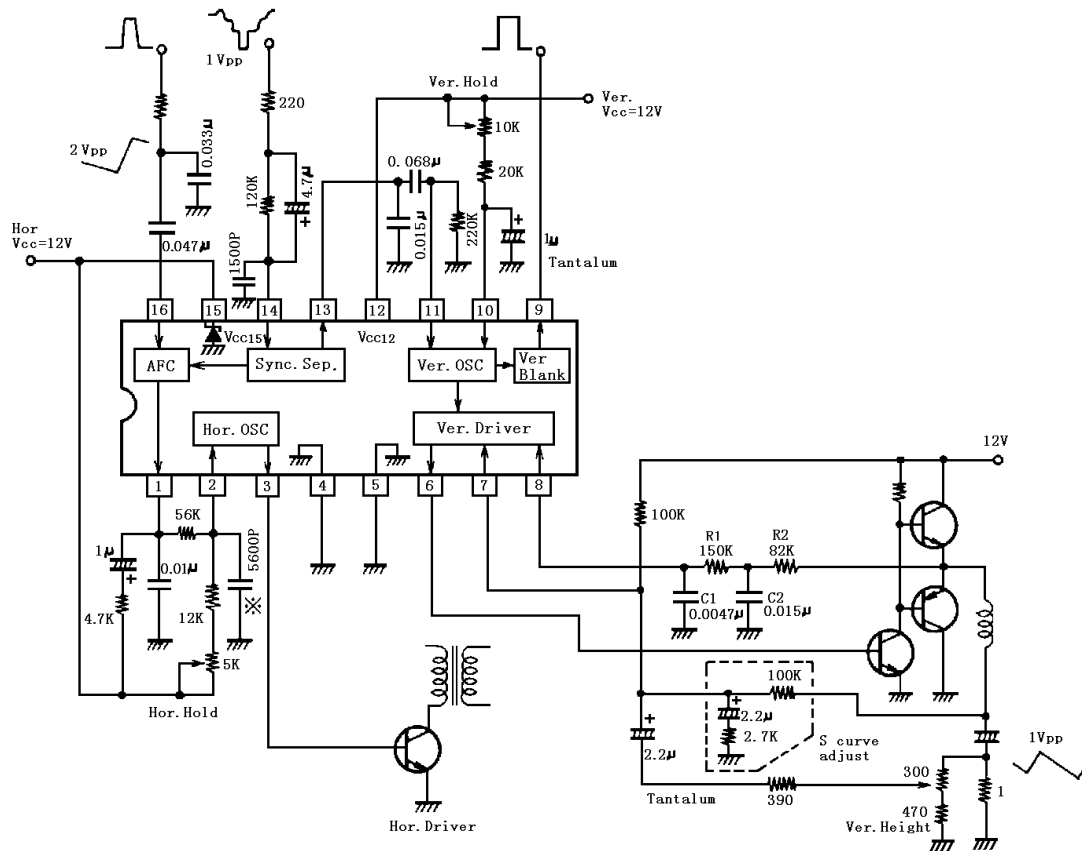 1Vpp
2Vpp
220
0.033μ
120K
4.7μ
0.047μ
1500P
Hor
Vcc=12V
Ver.Hold
10K
20K
0.068μ
0.015μ
220K
1μ
Tantalum
Ver.
Vcc=12V
16
15
14
13
12
11
10
9
Vcc15
Vcc12
AFC
Sync.Sep.
Ver.OSC
Ver
Blank
Hor.OSC
Ver.Driver
1
2
3
4
5
6
7
8
56K
1μ
0.01μ
5600P
※
4.7K
12K
5K
Hor.Hold
Hor.Driver
12V
100K
R1
150K
R2
82K
C1
0.0047μ
C2
0.015μ
100K
2.2μ
2.7K
S curve
adjust
2.2μ
Tantalum
390
300
470
1
Ver.Height
1Vpp